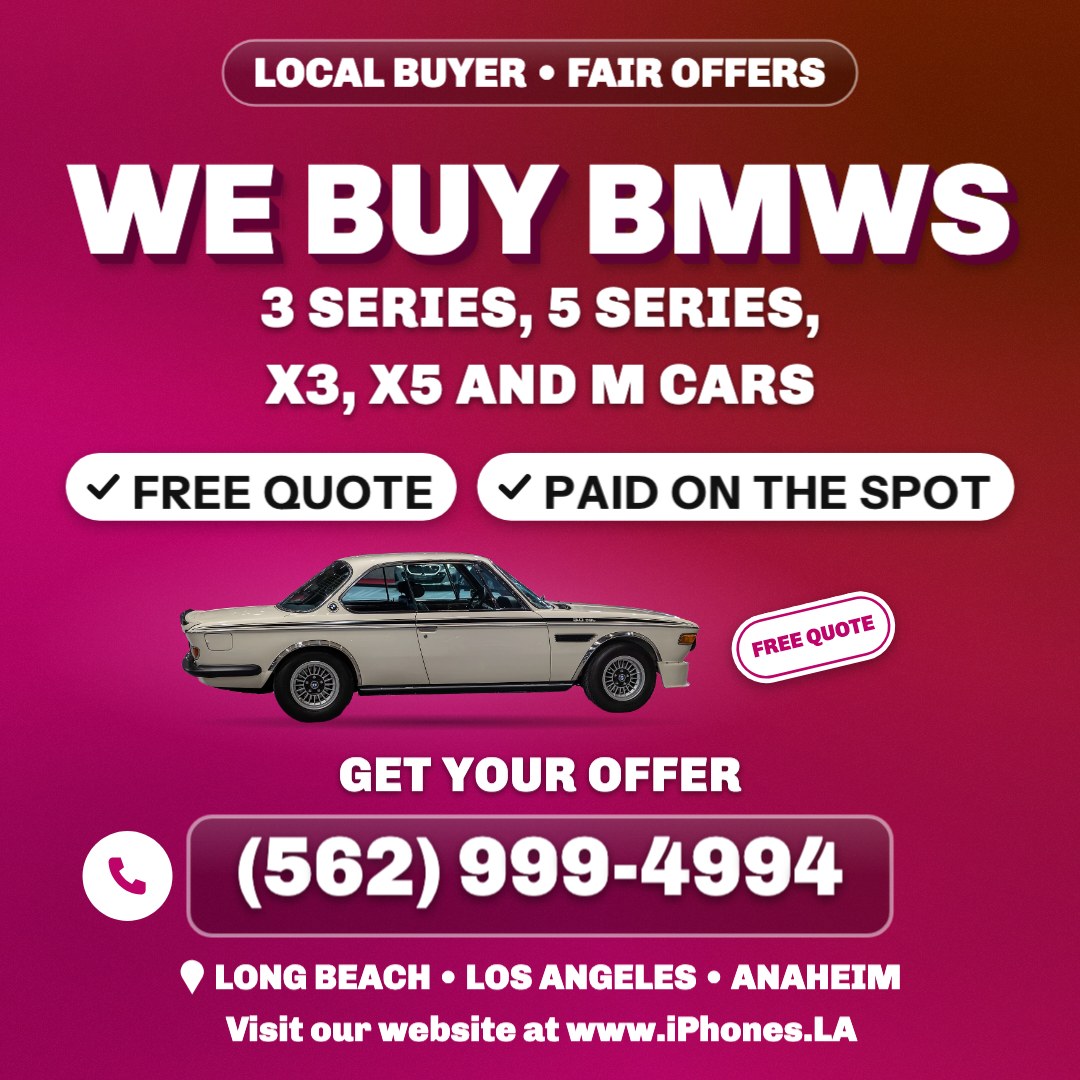 LOCAL BUYER • FAIR OFFERS
WE BUY BMWS
3 SERIES, 5 SERIES,
X3, X5 AND M CARS
✓ FREE QUOTE
✓ PAID ON THE SPOT
FREE QUOTE
GET YOUR OFFER
(562) 999-4994
LONG BEACH • LOS ANGELES • ANAHEIM
Visit our website at www.iPhones.LA